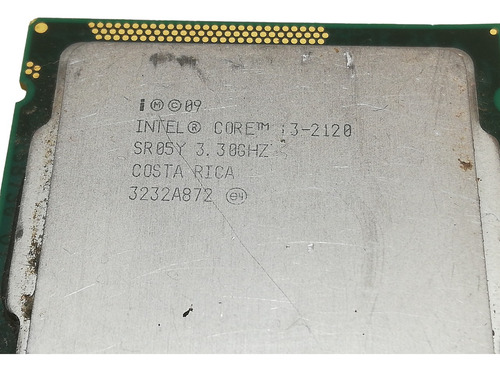 i Ⓜ © 09
INTEL® CORE™ i3-2120
SR05Y 3.30GHZ
COSTA RICA
3232A872 e4